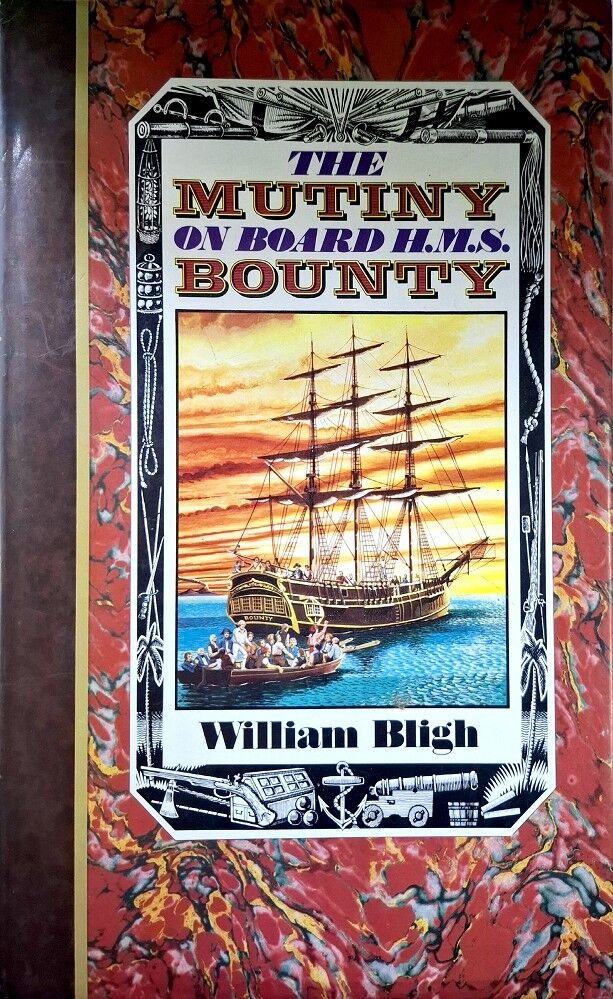 THE
MUTINY
ON BOARD H.M.S.
BOUNTY
BOUNTY
William Bligh